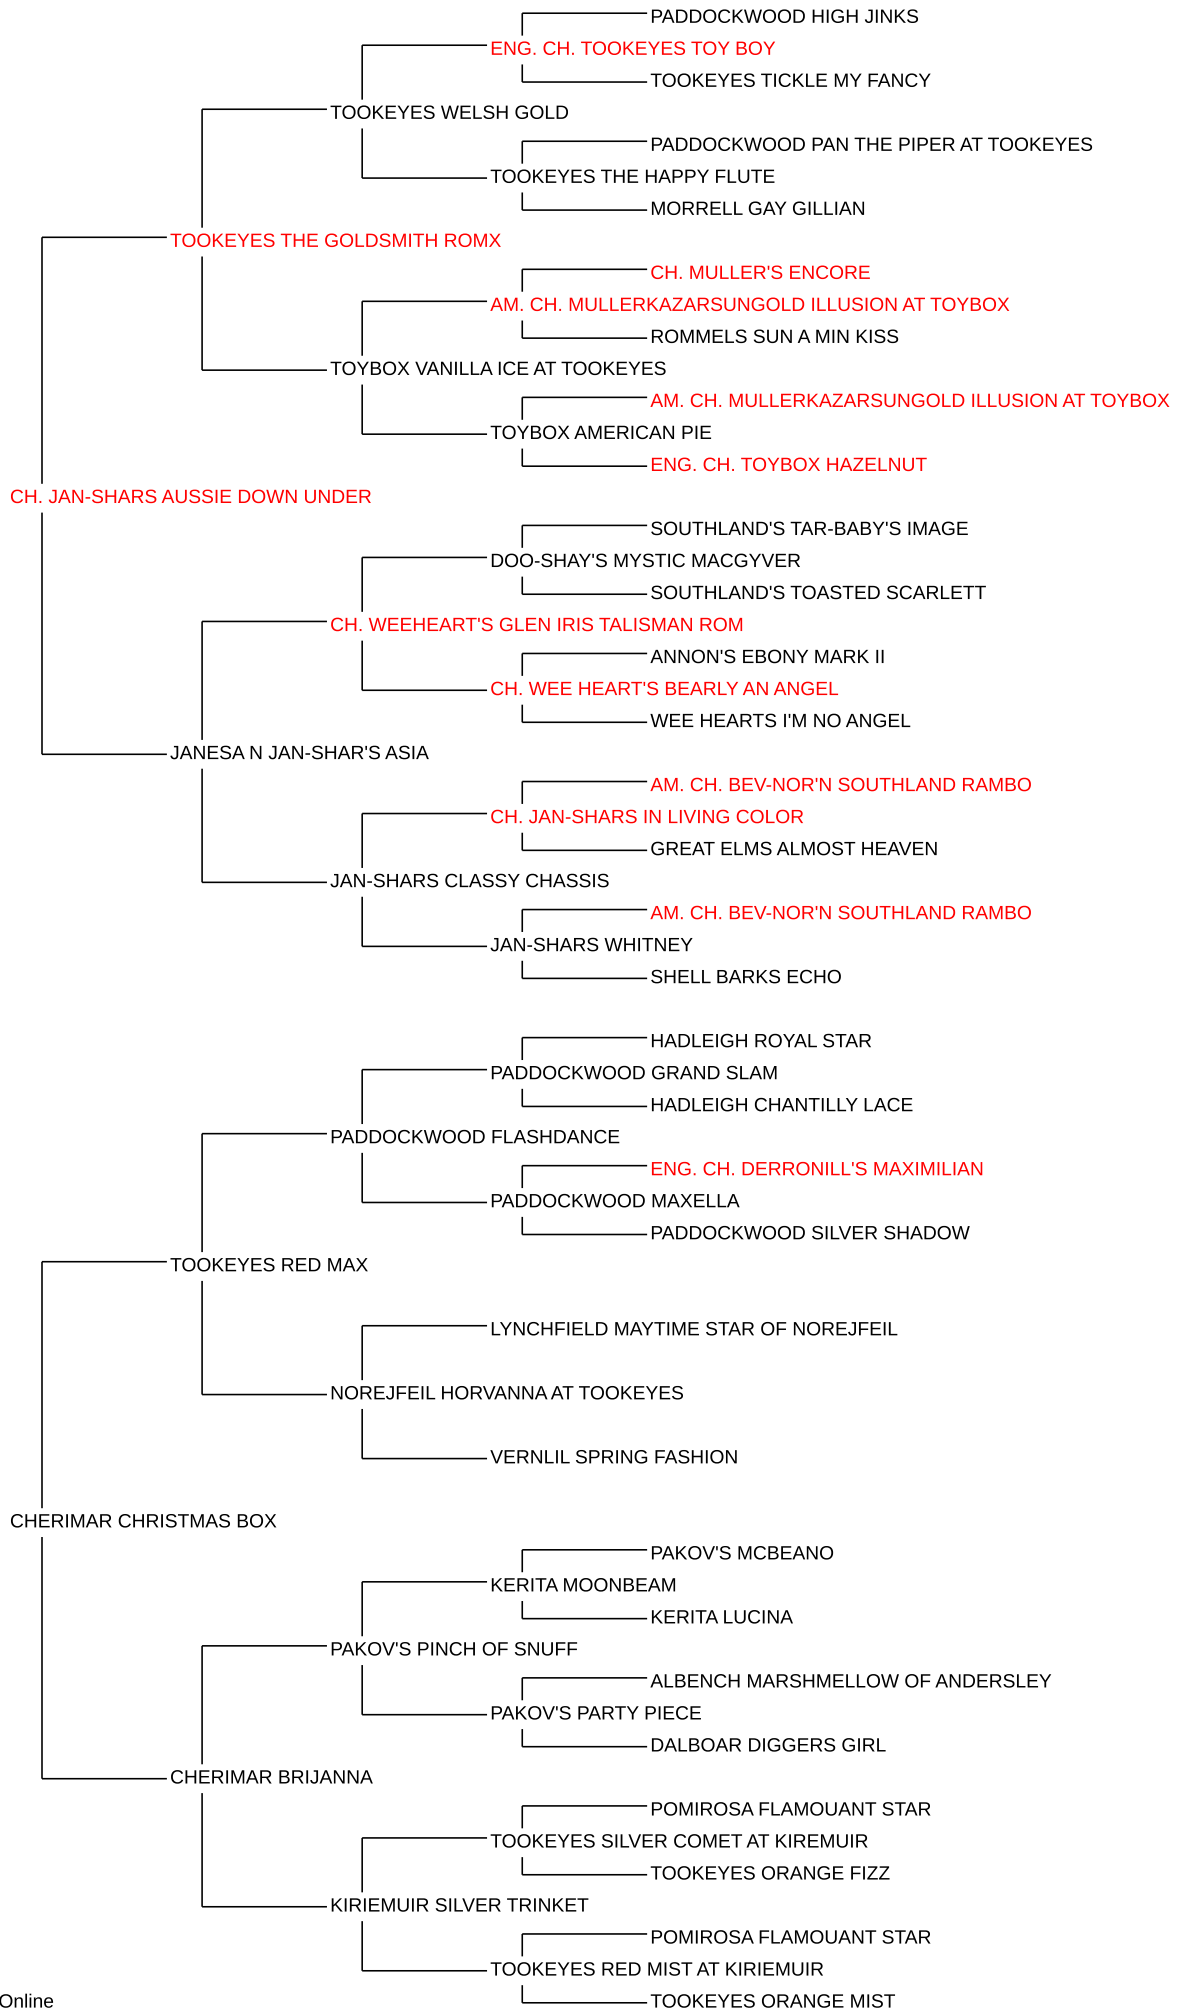 PADDOCKWOOD HIGH JINKS
ENG. CH. TOOKEYES TOY BOY
TOOKEYES TICKLE MY FANCY
TOOKEYES WELSH GOLD
PADDOCKWOOD PAN THE PIPER AT TOOKEYES
TOOKEYES THE HAPPY FLUTE
MORRELL GAY GILLIAN
TOOKEYES THE GOLDSMITH ROMX
CH. MULLER'S ENCORE
AM. CH. MULLERKAZARSUNGOLD ILLUSION AT TOYBOX
ROMMELS SUN A MIN KISS
TOYBOX VANILLA ICE AT TOOKEYES
AM. CH. MULLERKAZARSUNGOLD ILLUSION AT TOYBOX
TOYBOX AMERICAN PIE
ENG. CH. TOYBOX HAZELNUT
CH. JAN-SHARS AUSSIE DOWN UNDER
SOUTHLAND'S TAR-BABY'S IMAGE
DOO-SHAY'S MYSTIC MACGYVER
SOUTHLAND'S TOASTED SCARLETT
CH. WEEHEART'S GLEN IRIS TALISMAN ROM
ANNON'S EBONY MARK II
CH. WEE HEART'S BEARLY AN ANGEL
WEE HEARTS I'M NO ANGEL
JANESA N JAN-SHAR'S ASIA
AM. CH. BEV-NOR'N SOUTHLAND RAMBO
CH. JAN-SHARS IN LIVING COLOR
GREAT ELMS ALMOST HEAVEN
JAN-SHARS CLASSY CHASSIS
AM. CH. BEV-NOR'N SOUTHLAND RAMBO
JAN-SHARS WHITNEY
SHELL BARKS ECHO
HADLEIGH ROYAL STAR
PADDOCKWOOD GRAND SLAM
HADLEIGH CHANTILLY LACE
PADDOCKWOOD FLASHDANCE
ENG. CH. DERRONILL'S MAXIMILIAN
PADDOCKWOOD MAXELLA
PADDOCKWOOD SILVER SHADOW
TOOKEYES RED MAX
LYNCHFIELD MAYTIME STAR OF NOREJFEIL
NOREJFEIL HORVANNA AT TOOKEYES
VERNLIL SPRING FASHION
CHERIMAR CHRISTMAS BOX
PAKOV'S MCBEANO
KERITA MOONBEAM
KERITA LUCINA
PAKOV'S PINCH OF SNUFF
ALBENCH MARSHMELLOW OF ANDERSLEY
PAKOV'S PARTY PIECE
DALBOAR DIGGERS GIRL
CHERIMAR BRIJANNA
POMIROSA FLAMOUANT STAR
TOOKEYES SILVER COMET AT KIREMUIR
TOOKEYES ORANGE FIZZ
KIRIEMUIR SILVER TRINKET
POMIROSA FLAMOUANT STAR
TOOKEYES RED MIST AT KIRIEMUIR
TOOKEYES ORANGE MIST
Online